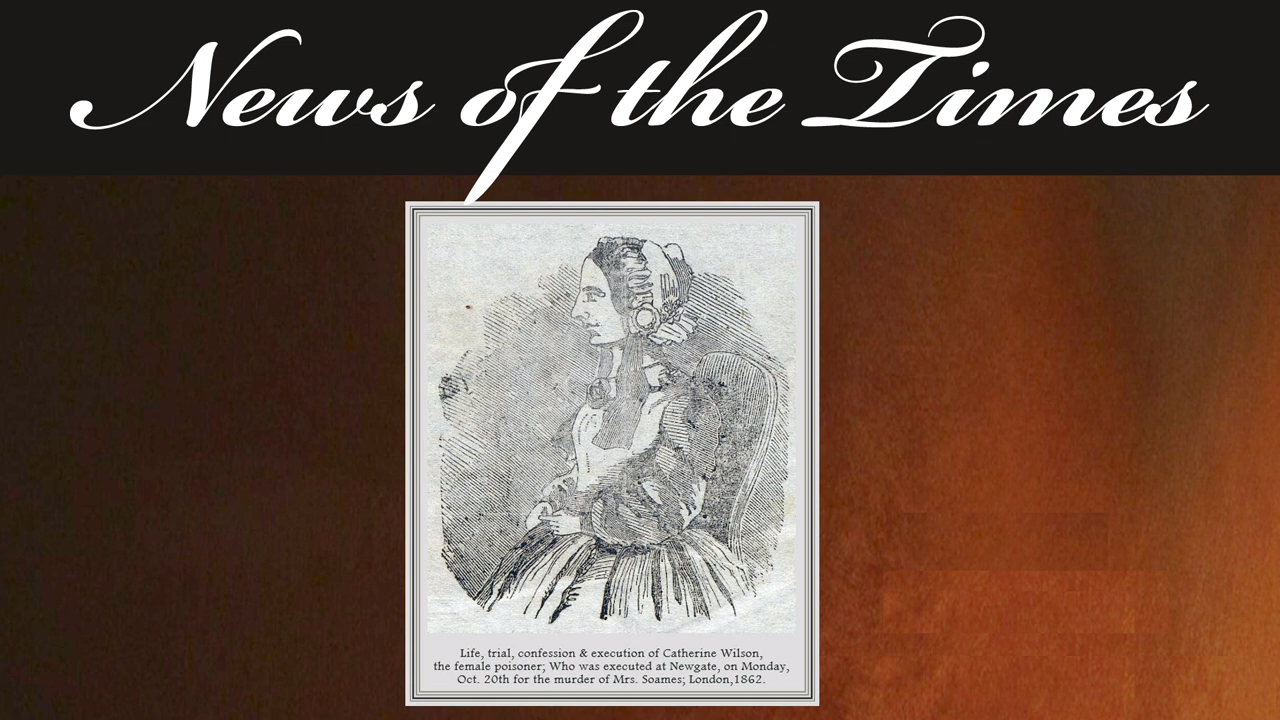 News of the Times
Life, trial, confession & execution of Catherine Wilson,
the female poisoner; Who was executed at Newgate, on Monday,
Oct. 20th for the murder of Mrs. Soames; London,1862.